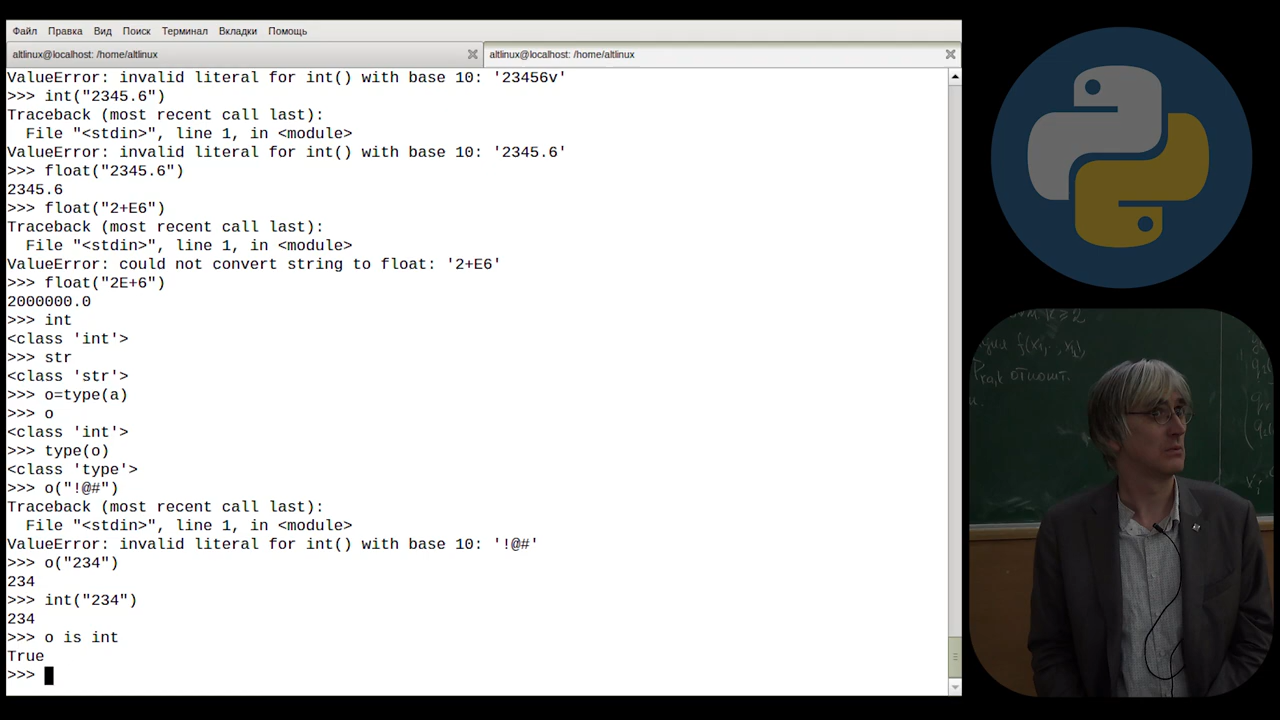 Файл Правка Вид Поиск Терминал Вкладки Помощь
altlinux@localhost: /home/altlinux
altlinux@localhost: /home/altlinux
ValueError: invalid literal for int() with base 10: '23456v'
>>> int("2345.6")
Traceback (most recent call last):
  File "<stdin>", line 1, in <module>
ValueError: invalid literal for int() with base 10: '2345.6'
>>> float("2345.6")
2345.6
>>> float("2+E6")
Traceback (most recent call last):
  File "<stdin>", line 1, in <module>
ValueError: could not convert string to float: '2+E6'
>>> float("2E+6")
2000000.0
>>> int
<class 'int'>
>>> str
<class 'str'>
>>> o=type(a)
>>> o
<class 'int'>
>>> type(o)
<class 'type'>
>>> o("!@#")
Traceback (most recent call last):
  File "<stdin>", line 1, in <module>
ValueError: invalid literal for int() with base 10: '!@#'
>>> o("234")
234
>>> int("234")
234
>>> o is int
True
>>>